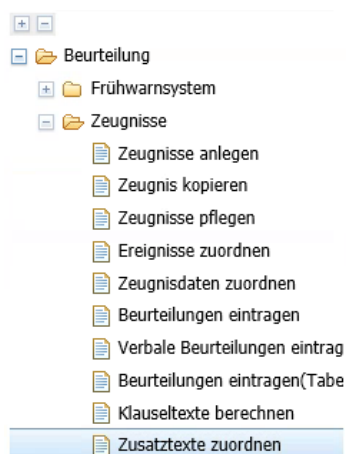 Beurteilung
Frühwarnsystem
Zeugnisse
Zeugnisse anlegen
Zeugnis kopieren
Zeugnisse pflegen
Ereignisse zuordnen
Zeugnisdaten zuordnen
Beurteilungen eintragen
Verbale Beurteilungen eintrag
Beurteilungen eintragen(Tabe
Klauseltexte berechnen
Zusatztexte zuordnen